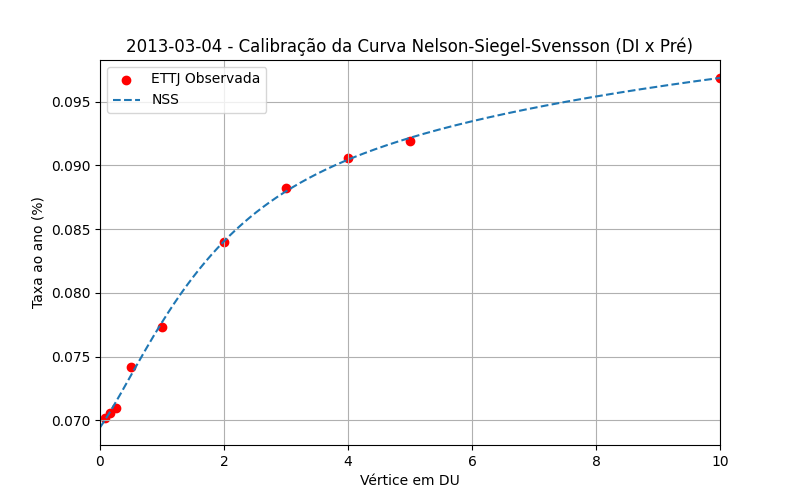 2013-03-04 - Calibração da Curva Nelson-Siegel-Svensson (DI x Pré)
ETTJ Observada
NSS
Taxa ao ano (%)
0.095
0.090
0.085
0.080
0.075
0.070
0 2 4 6 8 10
Vértice em DU